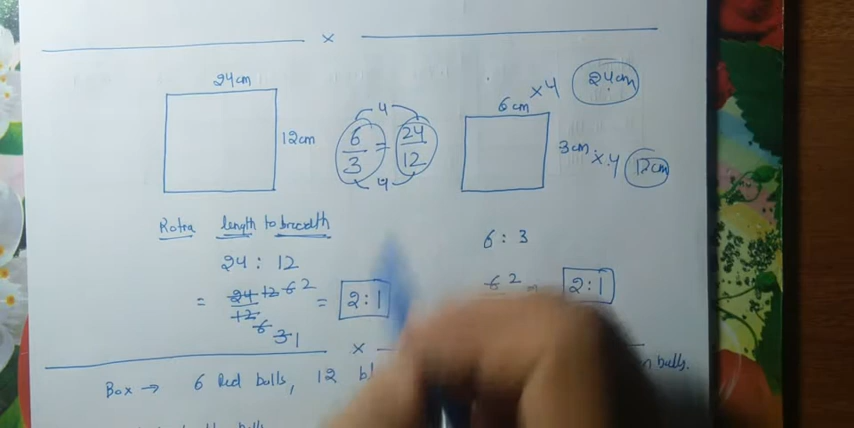 ×
24cm
12cm
6/3 = 24/12
4
4
6cm ×4 24cm
3cm ×4 12cm
Ratio length to breadth
24 : 12
= 24/12 12 6 2 / 6 3 1 = 2:1
6 : 3
6 2 = 2:1
×
Box → 6 Red balls, 12 balls.